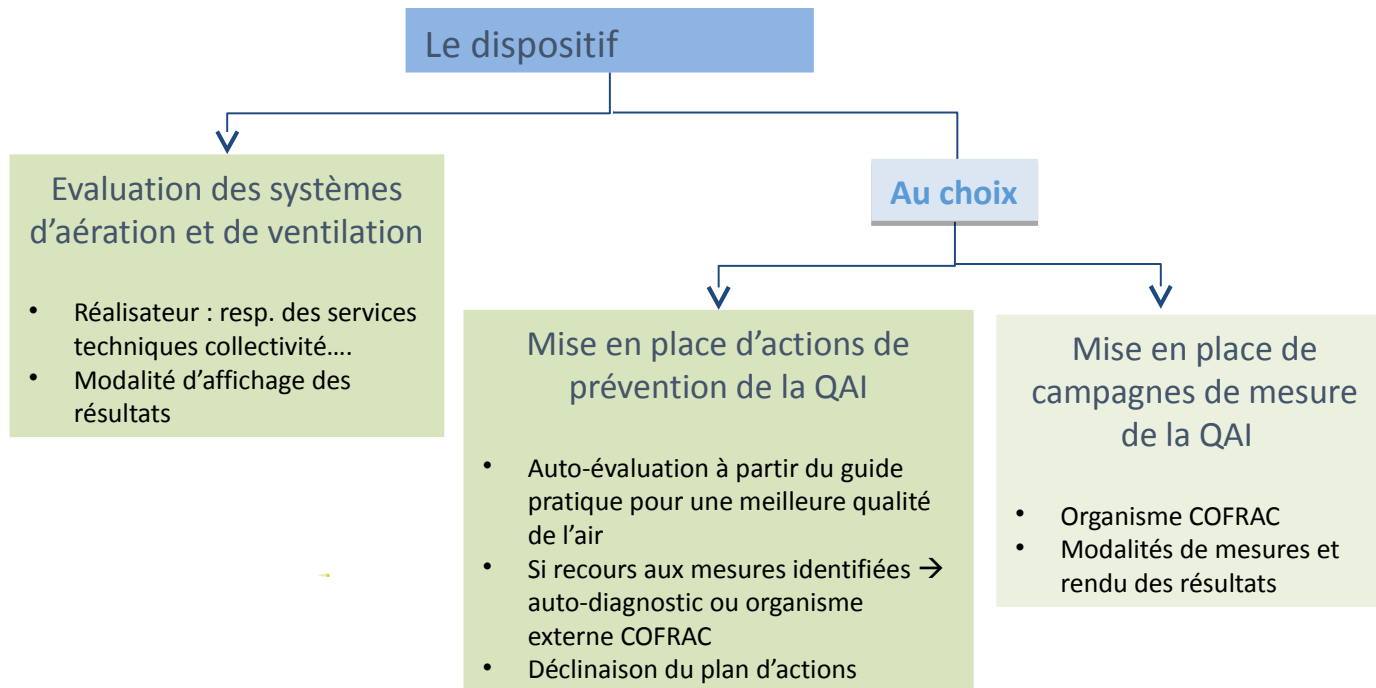 Le dispositif
Evaluation des systèmes
d’aération et de ventilation
• Réalisateur : resp. des services
techniques collectivité….
• Modalité d’affichage des
résultats
Au choix
Mise en place d’actions de
prévention de la QAI
• Auto-évaluation à partir du guide
pratique pour une meilleure qualité
de l’air
• Si recours aux mesures identifiées →
auto-diagnostic ou organisme
externe COFRAC
• Déclinaison du plan d’actions
Mise en place de
campagnes de mesure
de la QAI
• Organisme COFRAC
• Modalités de mesures et
rendu des résultats